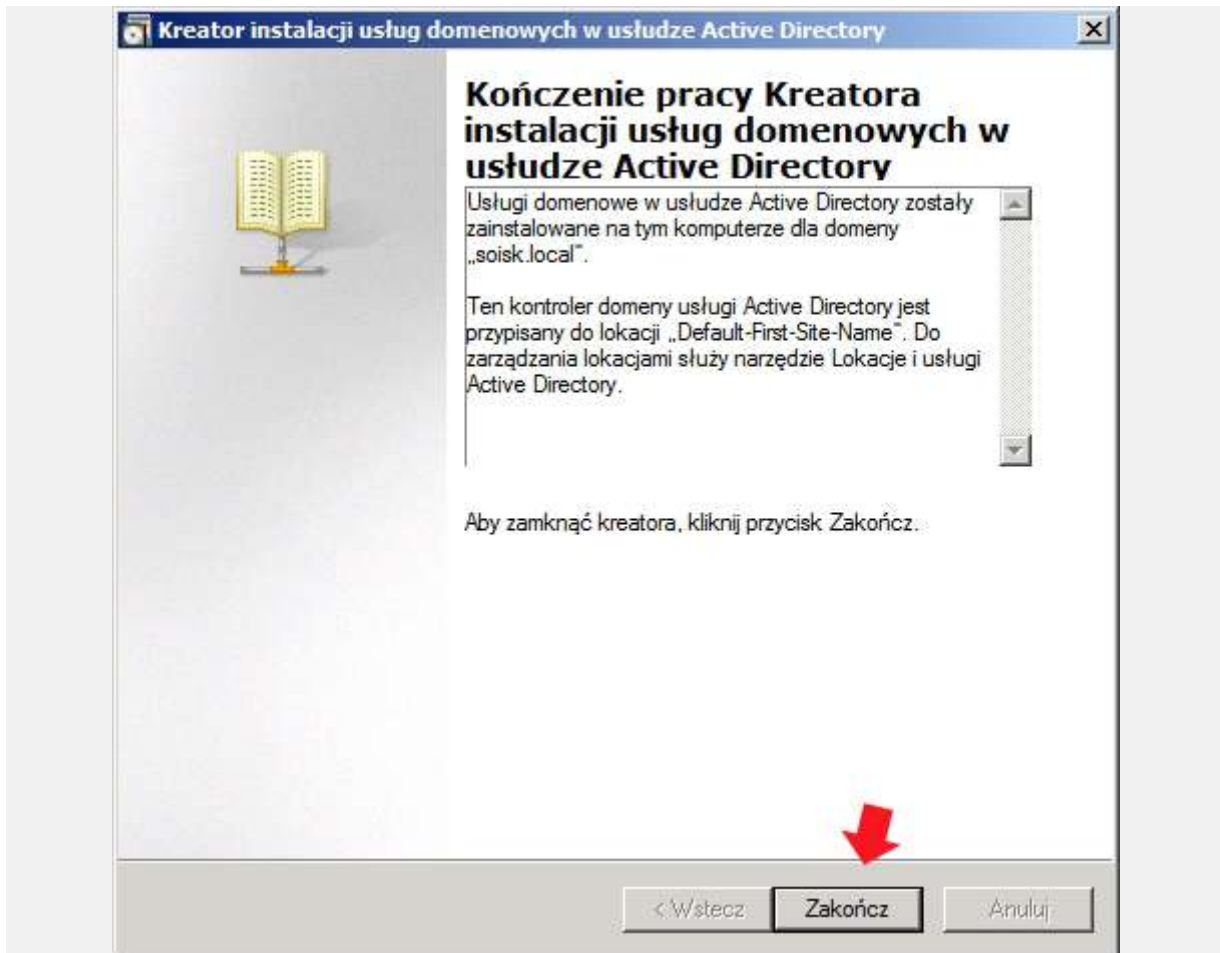 Kreator instalacji usług domenowych w usłudze Active Directory
Kończenie pracy Kreatora
instalacji usług domenowych w
usłudze Active Directory
Usługi domenowe w usłudze Active Directory zostały
zainstalowane na tym komputerze dla domeny
„soisk.local”.
Ten kontroler domeny usługi Active Directory jest
przypisany do lokacji „Default-First-Site-Name”. Do
zarządzania lokacjami służy narzędzie Lokacje i usługi
Active Directory.
Aby zamknąć kreatora, kliknij przycisk Zakończ.
< Wstecz
Zakończ
Anuluj